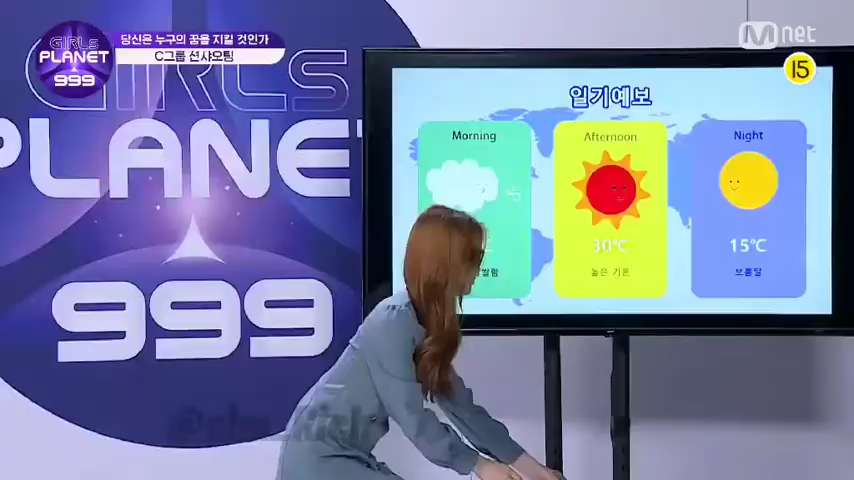 GIRLS
PLANET
999
당신은 누구의 꿈을 지킬 것인가
C그룹 션샤오팅
Mnet
15
GIRLS
PLANET
999
일기예보
Morning
Afternoon
30℃
높은 기온
Night
15℃
보름달